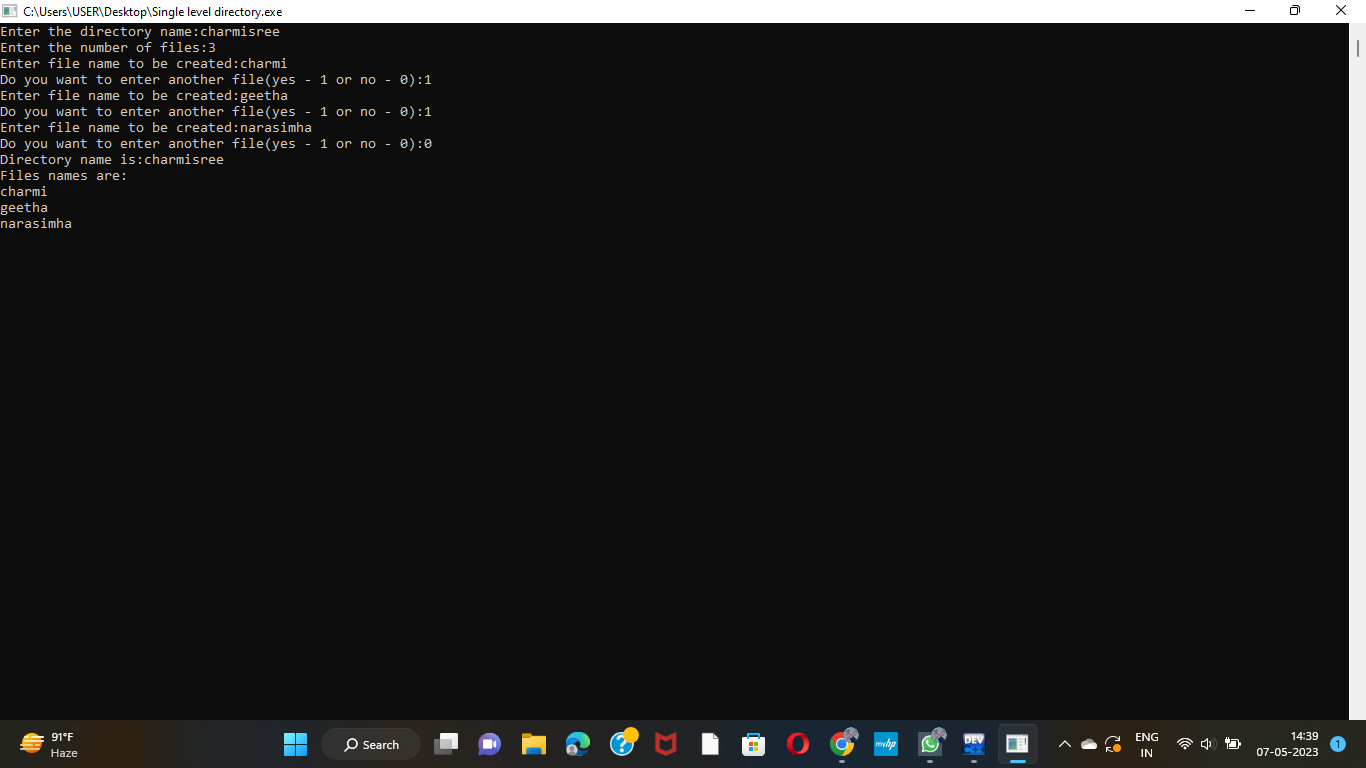 C:\Users\USER\Desktop\Single level directory.exe
Enter the directory name:charmisree
Enter the number of files:3
Enter file name to be created:charmi
Do you want to enter another file(yes - 1 or no - 0):1
Enter file name to be created:geetha
Do you want to enter another file(yes - 1 or no - 0):1
Enter file name to be created:narasimha
Do you want to enter another file(yes - 1 or no - 0):0
Directory name is:charmisree
Files names are:
charmi
geetha
narasimha
91°F
Haze
Search
myhp
DEV
C++
ENG
IN
14:39
07-05-2023
1